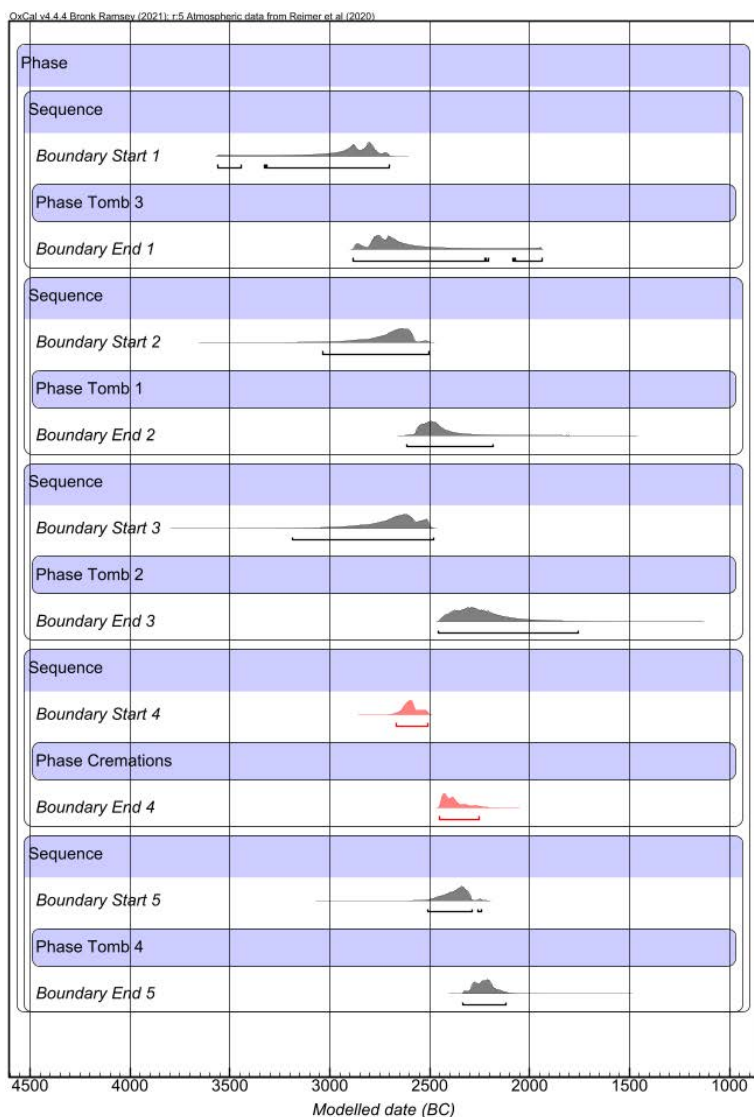 OxCal v4.4.4 Bronk Ramsey (2021); r:5 Atmospheric data from Reimer et al (2020)
Phase
Sequence
Boundary Start 1
Phase Tomb 3
Boundary End 1
Sequence
Boundary Start 2
Phase Tomb 1
Boundary End 2
Sequence
Boundary Start 3
Phase Tomb 2
Boundary End 3
Sequence
Boundary Start 4
Phase Cremations
Boundary End 4
Sequence
Boundary Start 5
Phase Tomb 4
Boundary End 5
4500 4000 3500 3000 2500 2000 1500 1000
Modelled date (BC)